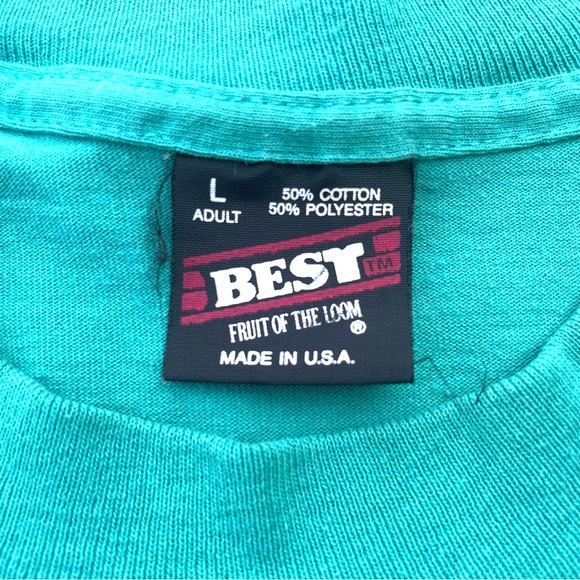 L 50% COTTON
ADULT 50% POLYESTER
BEST TM
FRUIT OF THE LOOM ®
MADE IN U.S.A.